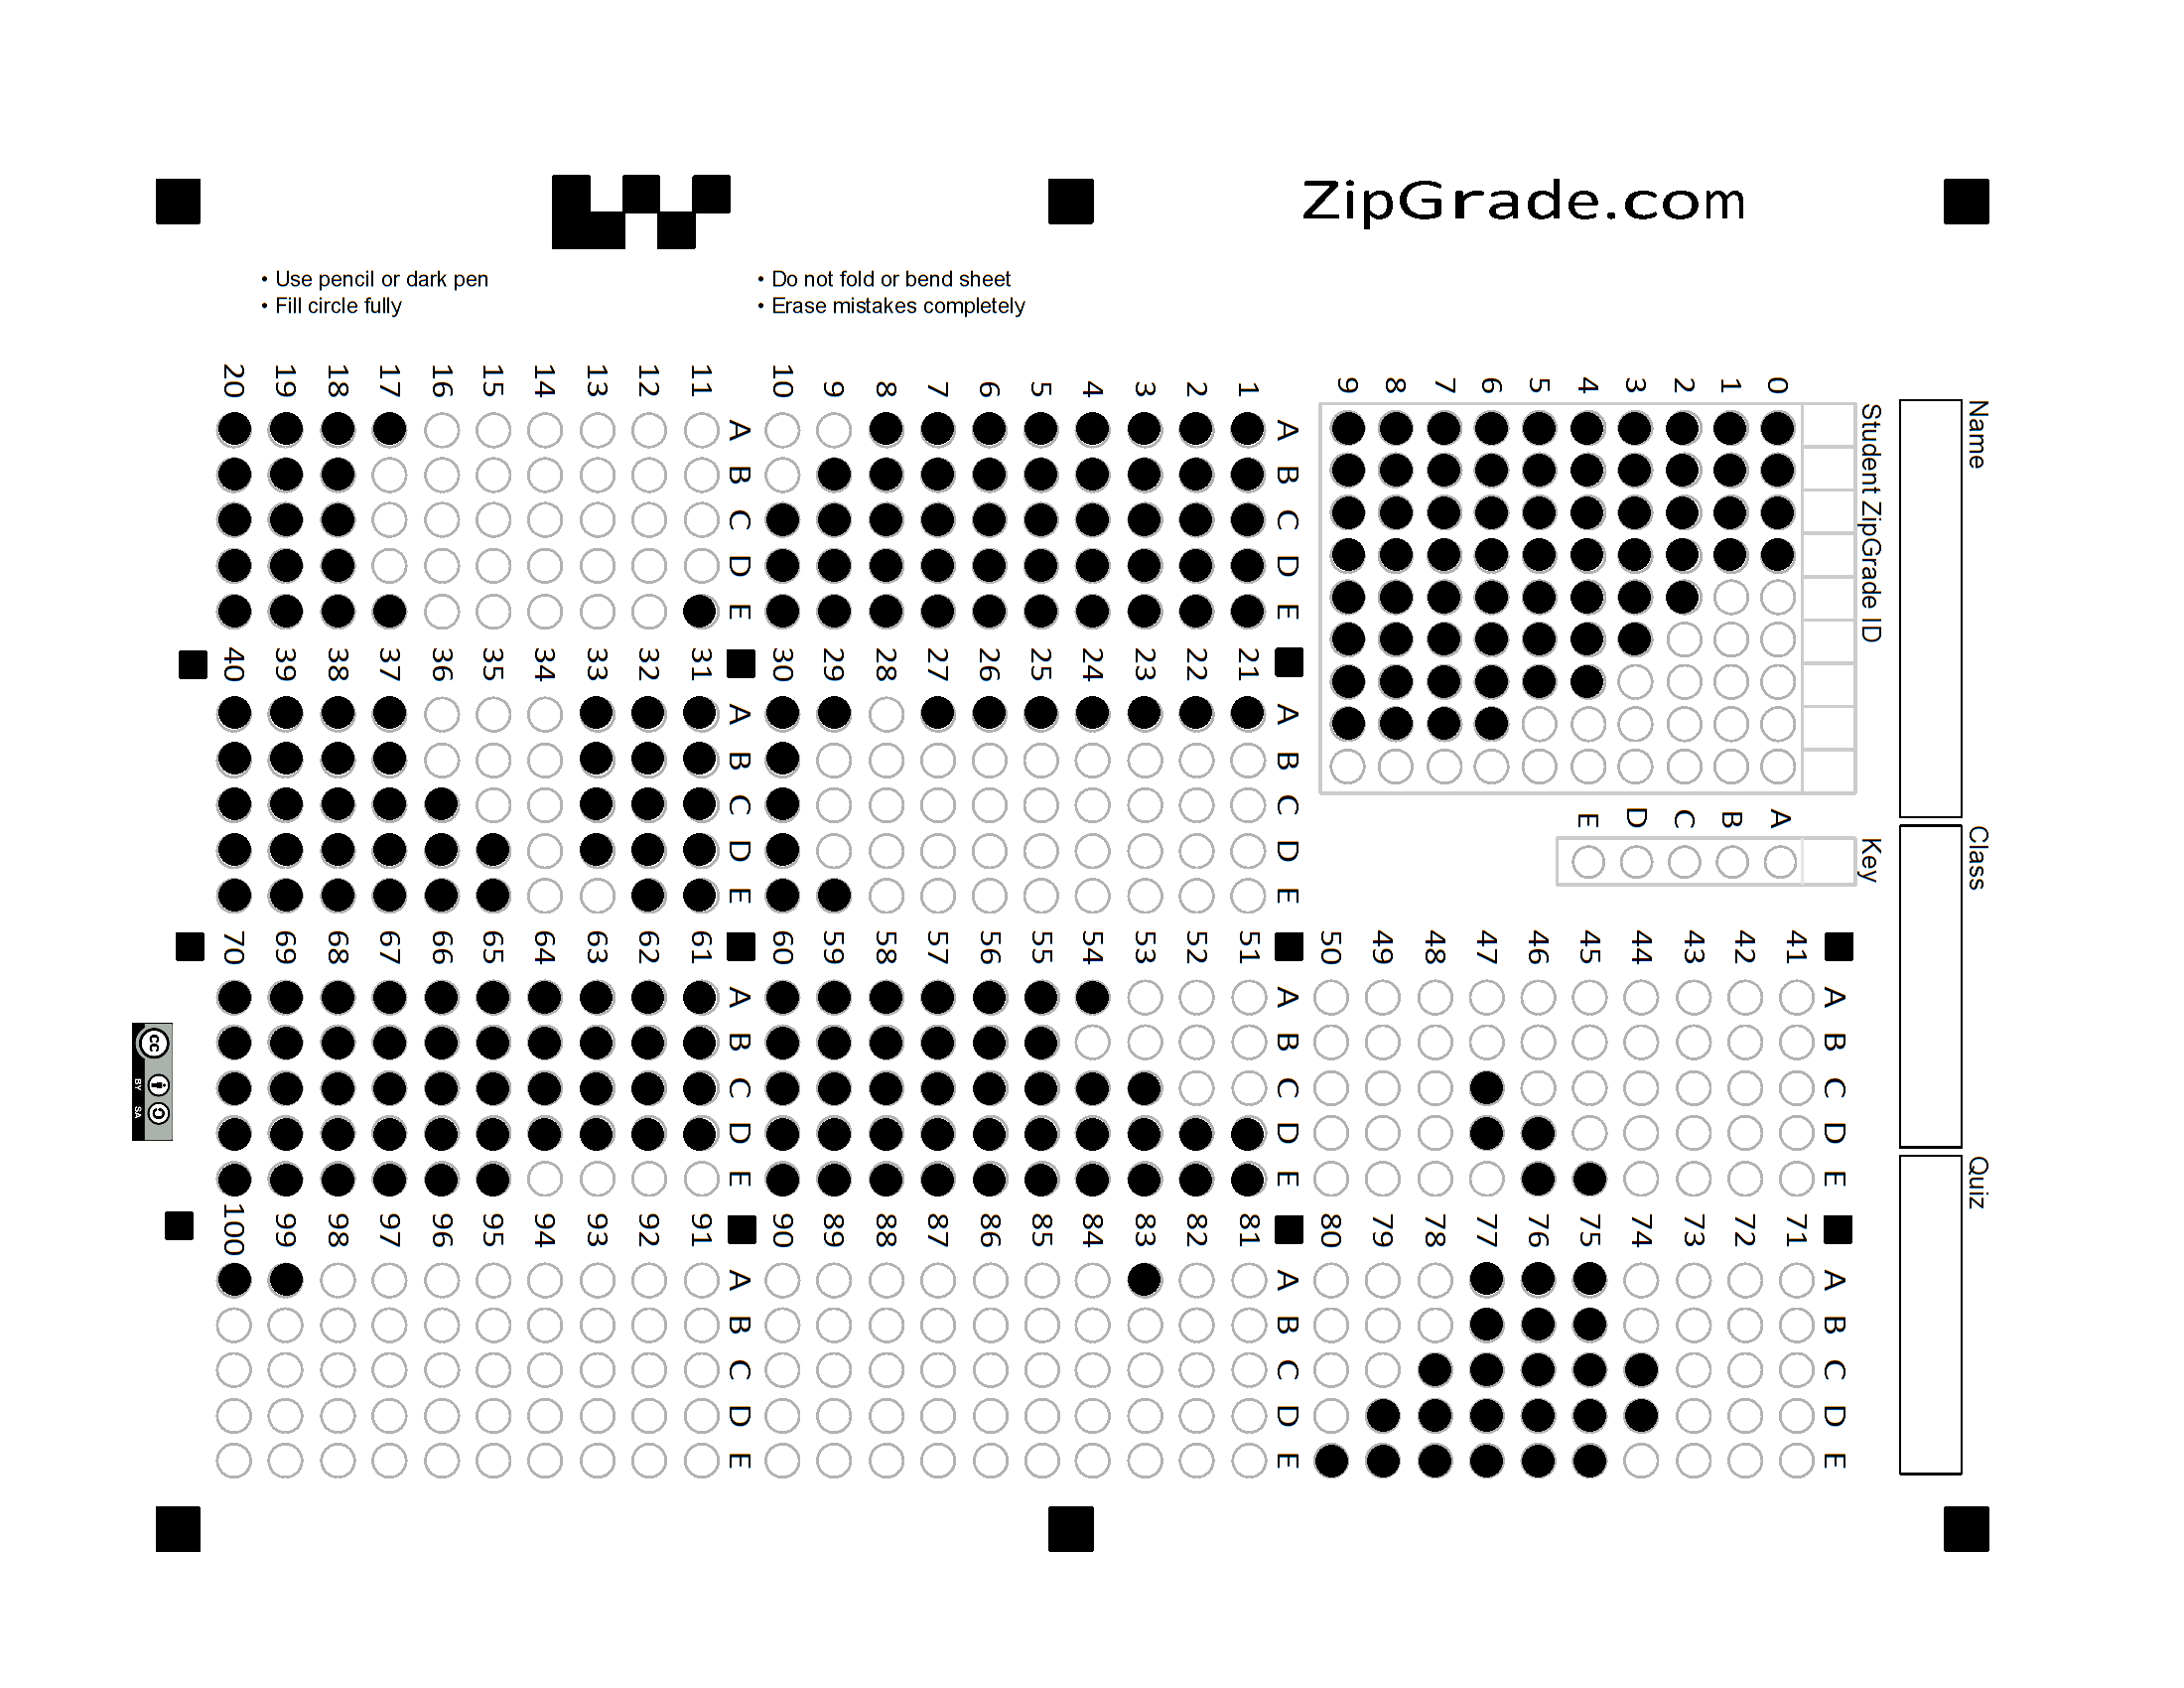 ZipGrade.com
• Use pencil or dark pen
• Fill circle fully
• Do not fold or bend sheet
• Erase mistakes completely
Name
Class
Quiz
Student ZipGrade ID
0 1 2 3 4 5 6 7 8 9
Key
A B C D E
1 2 3 4 5 6 7 8 9 10
A B C D E
11 12 13 14 15 16 17 18 19 20
A B C D E
21 22 23 24 25 26 27 28 29 30
A B C D E
31 32 33 34 35 36 37 38 39 40
A B C D E
41 42 43 44 45 46 47 48 49 50
A B C D E
51 52 53 54 55 56 57 58 59 60
A B C D E
61 62 63 64 65 66 67 68 69 70
A B C D E
71 72 73 74 75 76 77 78 79 80
A B C D E
81 82 83 84 85 86 87 88 89 90
A B C D E
91 92 93 94 95 96 97 98 99 100
A B C D E
cc BY SA